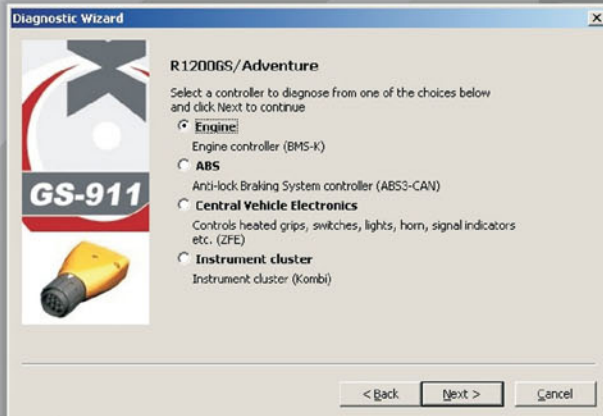 Diagnostic Wizard
R1200GS/Adventure
Select a controller to diagnose from one of the choices below
and click Next to continue
Engine
Engine controller (BMS-K)
ABS
Anti-lock Braking System controller (ABS3-CAN)
Central Vehicle Electronics
Controls heated grips, switches, lights, horn, signal indicators
etc. (ZFE)
Instrument cluster
Instrument cluster (Kombi)
GS-911
< Back
Next >
Cancel